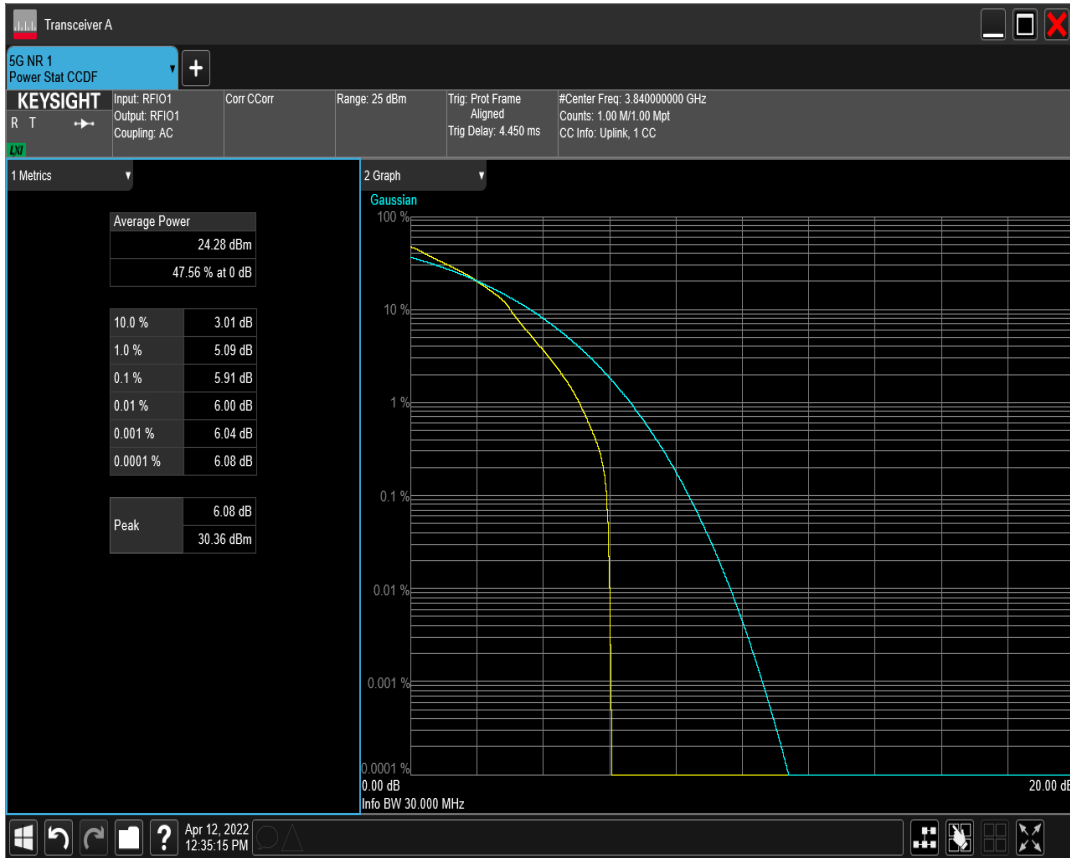 Transceiver A
5G NR 1
Power Stat CCDF
KEYSIGHT
R T
LXI
Input: RFIO1
Output: RFIO1
Coupling: AC
Corr CCorr
Range: 25 dBm
Trig: Prot Frame
Aligned
Trig Delay: 4.450 ms
#Center Freq: 3.840000000 GHz
Counts: 1.00 M/1.00 Mpt
CC Info: Uplink, 1 CC
1 Metrics
Average Power
24.28 dBm
47.56 % at 0 dB
10.0 % 3.01 dB
1.0 % 5.09 dB
0.1 % 5.91 dB
0.01 % 6.00 dB
0.001 % 6.04 dB
0.0001 % 6.08 dB
Peak
6.08 dB
30.36 dBm
2 Graph
Gaussian
100 %
10 %
1 %
0.1 %
0.01 %
0.001 %
0.0001 %
0.00 dB
20.00 dB
Info BW 30.000 MHz
Apr 12, 2022
12:35:15 PM